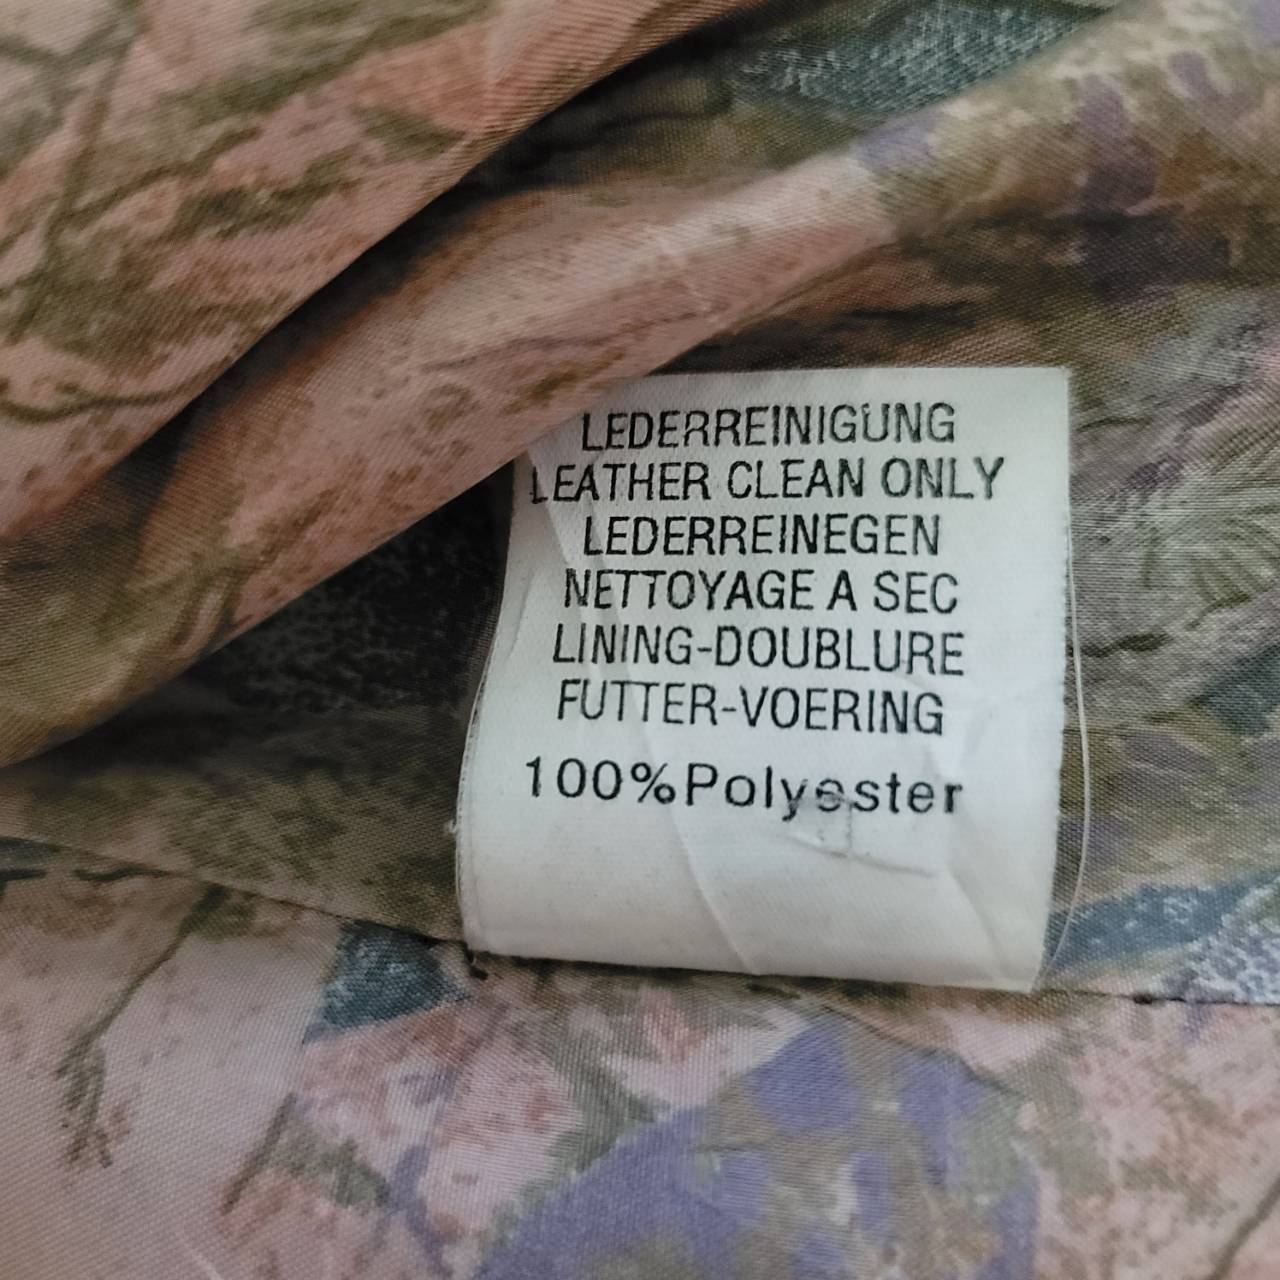 LEDERREINIGUNG
LEATHER CLEAN ONLY
LEDERREINEGEN
NETTOYAGE A SEC
LINING-DOUBLURE
FUTTER-VOERING
100%Polyester